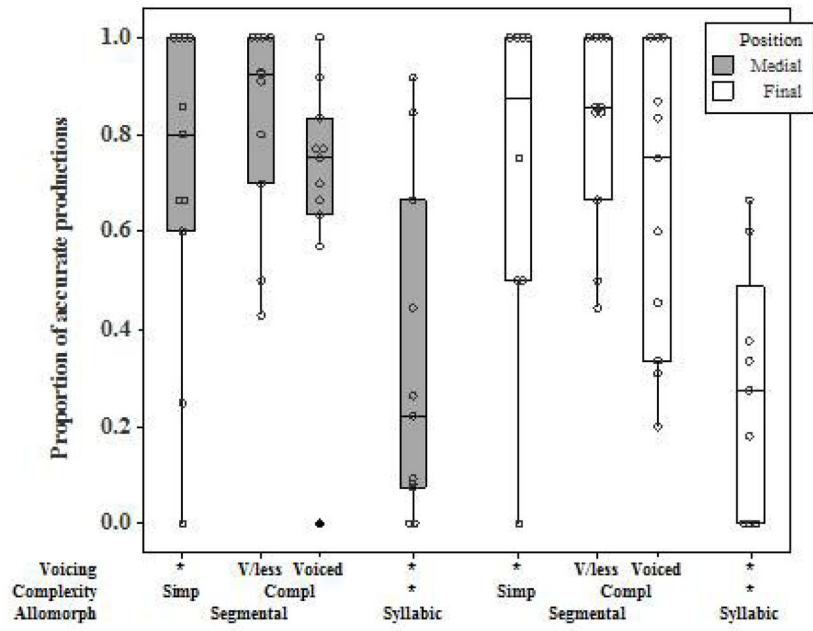 Position
Medial
Final
Proportion of accurate productions
1.0
0.8
0.6
0.4
0.2
0.0
Voicing * V/less Voiced * * V/less Voiced *
Complexity Simp Compl * Simp Compl *
Allomorph Segmental Syllabic Segmental Syllabic